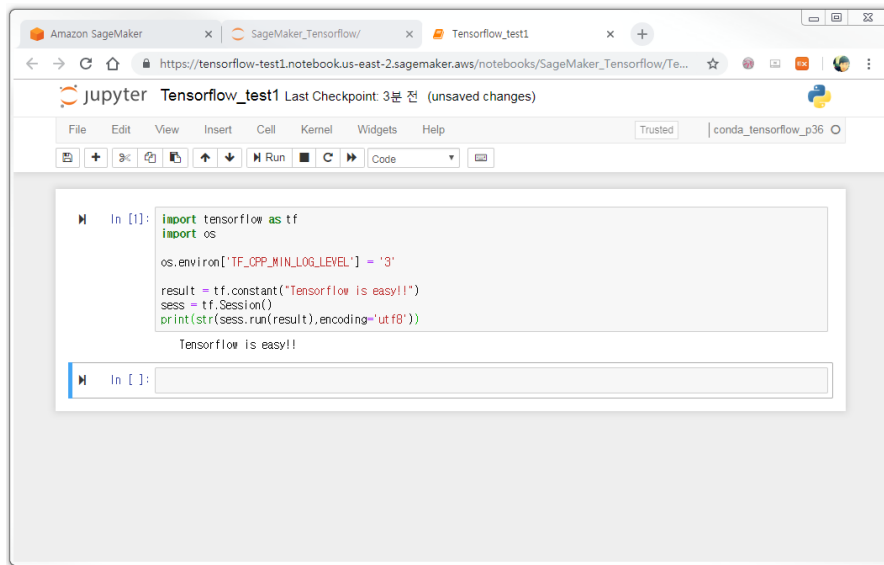 Amazon SageMaker
SageMaker_Tensorflow/
Tensorflow_test1
https://tensorflow-test1.notebook.us-east-2.sagemaker.aws/notebooks/SageMaker_Tensorflow/Te...
jupyter Tensorflow_test1 Last Checkpoint: 3분 전 (unsaved changes)
File Edit View Insert Cell Kernel Widgets Help Trusted conda_tensorflow_p36
Run Code
In [1]: import tensorflow as tf
import os
os.environ['TF_CPP_MIN_LOG_LEVEL'] = '3'
result = tf.constant("Tensorflow is easy!!")
sess = tf.Session()
print(str(sess.run(result),encoding='utf8'))
Tensorflow is easy!!
In [ ]: